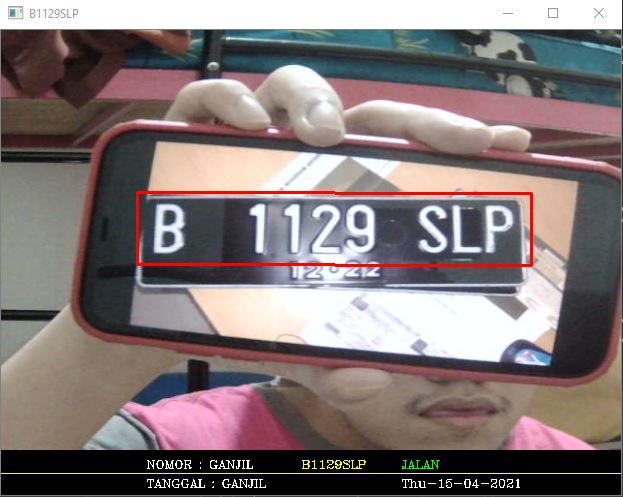 B1129SLP
B 1129 SLP
12·22
NOMOR : GANJIL B1129SLP JALAN
TANGGAL : GANJIL Thu-15-04-2021